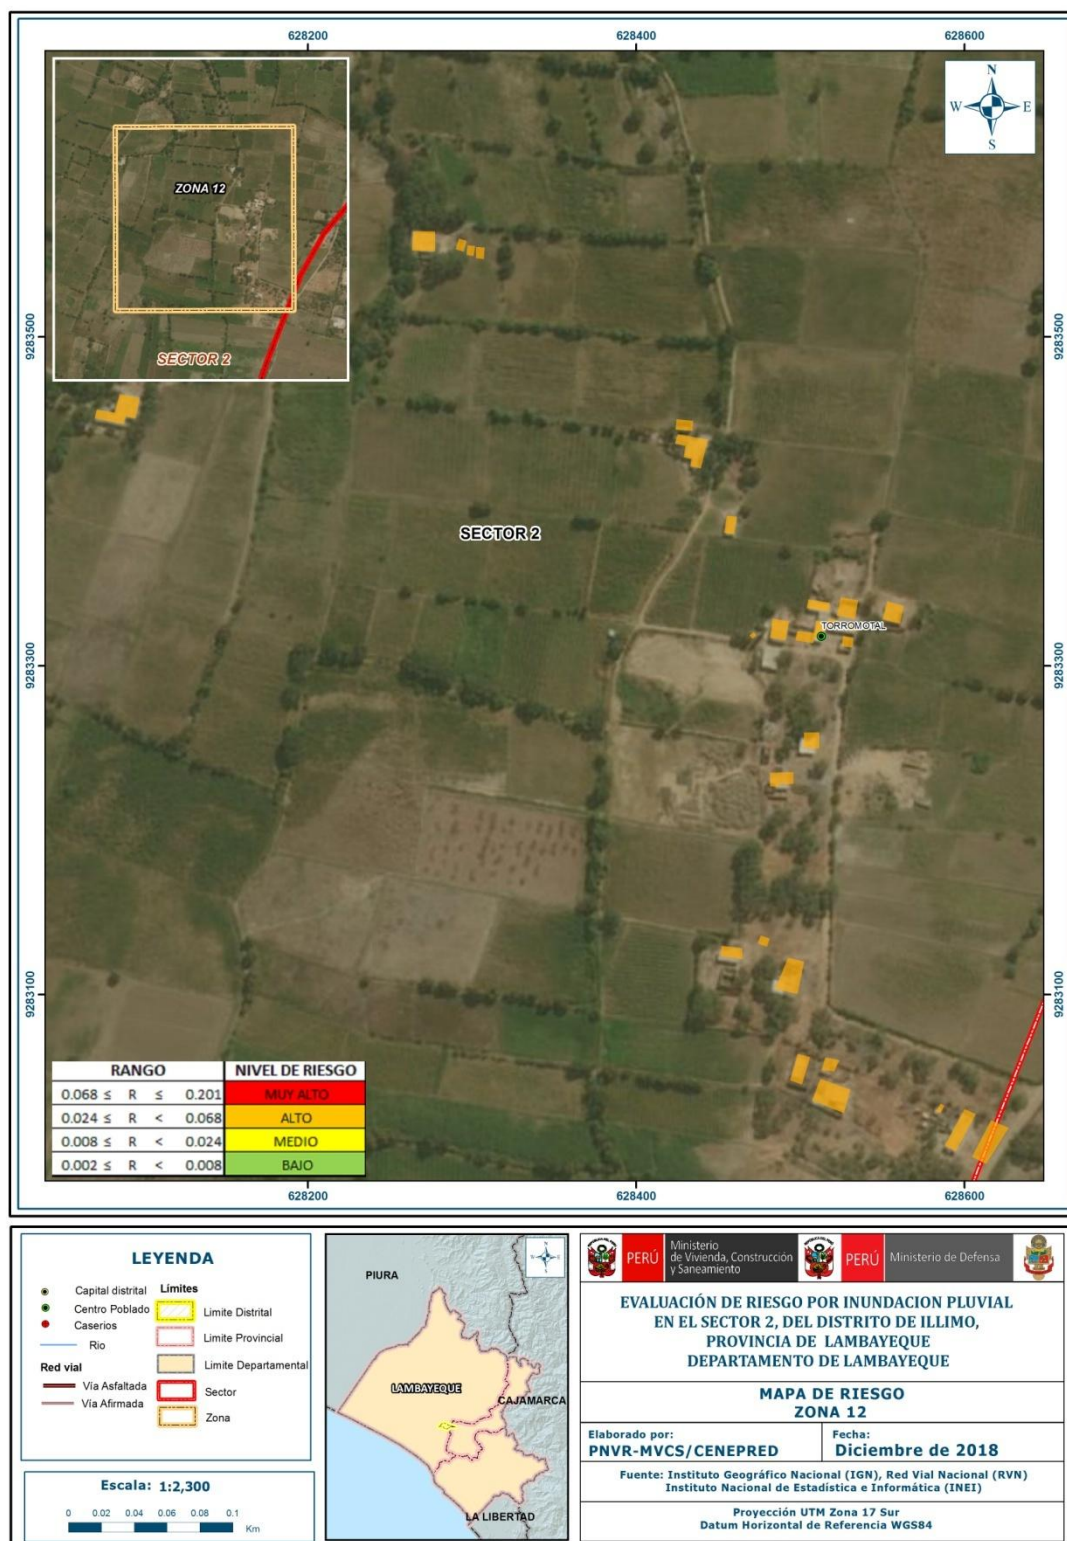 628200
628400
628600
N
W
E
S
ZONA 12
SECTOR 2
9283500
9283500
SECTOR 2
TORROMOTAL
9283300
9283300
9283100
9283100
RANGO NIVEL DE RIESGO
0.068 ≤ R ≤ 0.201 MUY ALTO
0.024 ≤ R < 0.068 ALTO
0.008 ≤ R < 0.024 MEDIO
0.002 ≤ R < 0.008 BAJO
628200
628400
628600
LEYENDA
Capital distrital
Centro Poblado
Caserios
Rio
Red vial
Vía Asfaltada
Vía Afirmada
Límites
Limite Distrital
Limite Provincial
Limite Departamental
Sector
Zona
Escala: 1:2,300
0 0.02 0.04 0.06 0.08 0.1
Km
PIURA
LAMBAYEQUE
CAJAMARCA
LA LIBERTAD
PERÚ
Ministerio
de Vivienda, Construcción
y Saneamiento
PERÚ
Ministerio de Defensa
EVALUACIÓN DE RIESGO POR INUNDACION PLUVIAL
EN EL SECTOR 2, DEL DISTRITO DE ILLIMO,
PROVINCIA DE LAMBAYEQUE
DEPARTAMENTO DE LAMBAYEQUE
MAPA DE RIESGO
ZONA 12
Elaborado por:
PNVR-MVCS/CENEPRED
Fecha:
Diciembre de 2018
Fuente: Instituto Geográfico Nacional (IGN), Red Vial Nacional (RVN)
Instituto Nacional de Estadística e Informática (INEI)
Proyección UTM Zona 17 Sur
Datum Horizontal de Referencia WGS84